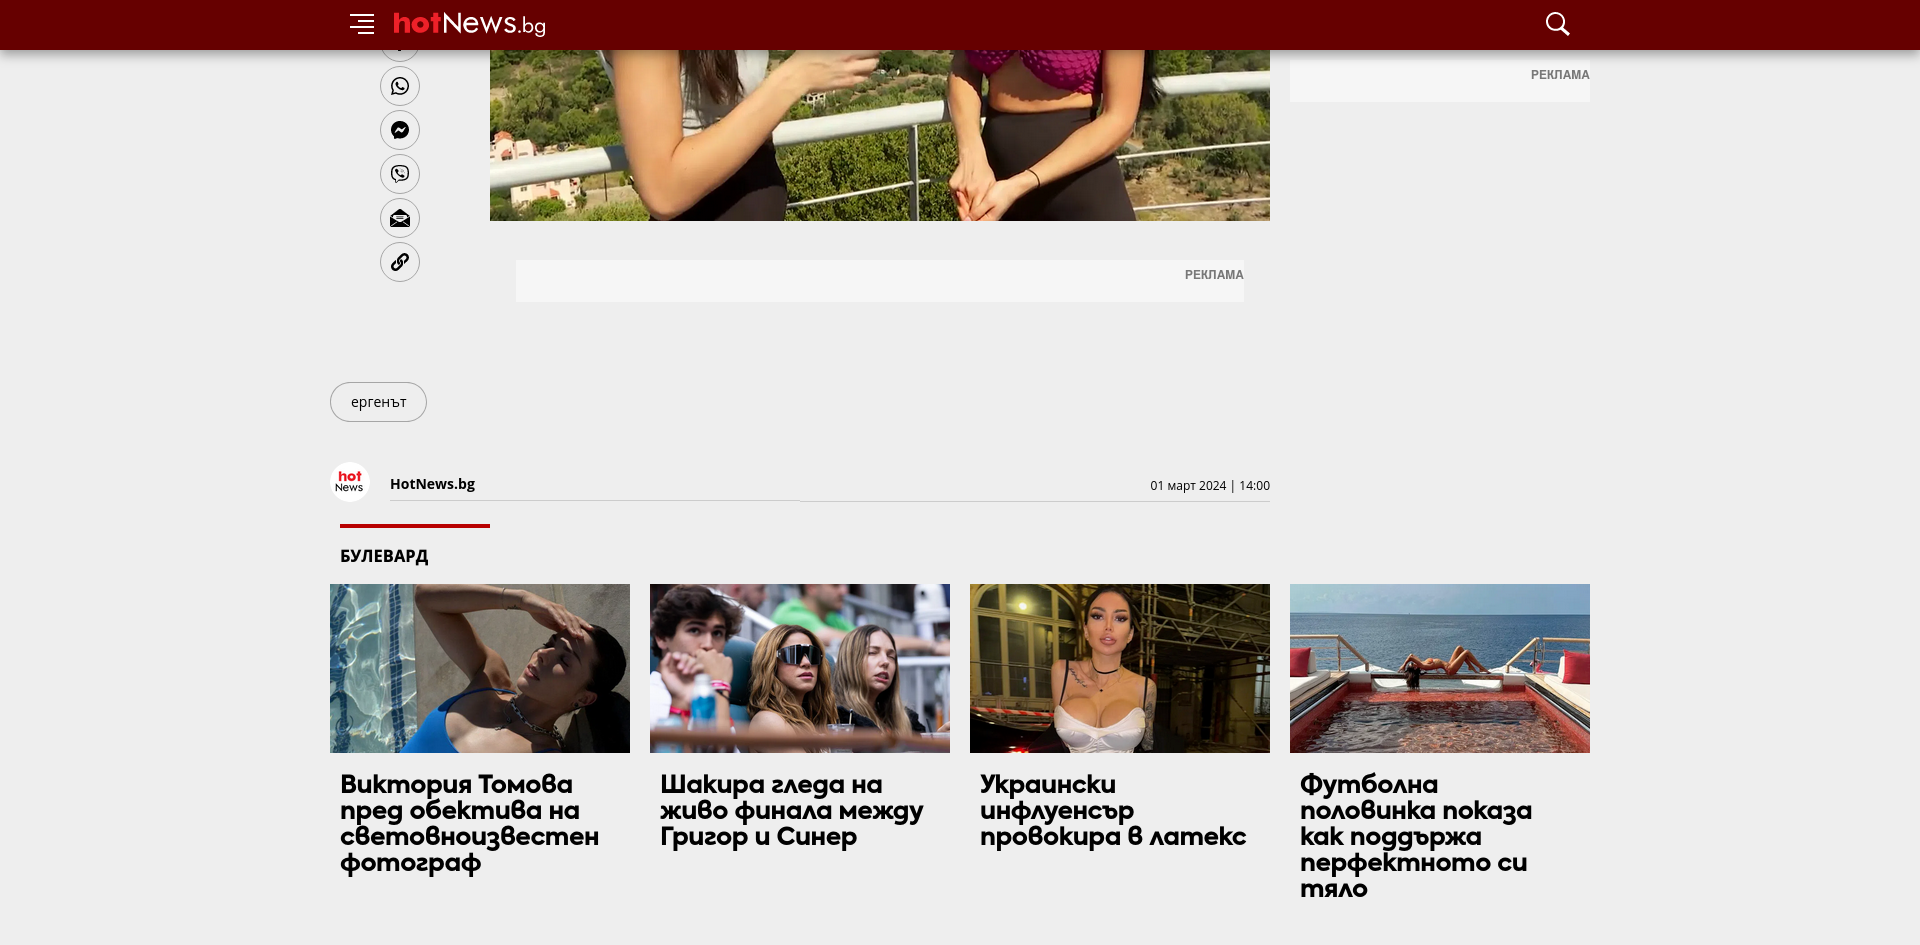 hotNews.bg
РЕКЛАМА
РЕКЛАМА
ергенът
hot
News
HotNews.bg
01 март 2024 | 14:00
БУЛЕВАРД
Виктория Томова
пред обектива на
световноизвестен
фотограф
Шакира гледа на
живо финала между
Григор и Синер
Украински
инфлуенсър
провокира в латекс
Футболна
половинка показа
как поддържа
перфектното си
тяло